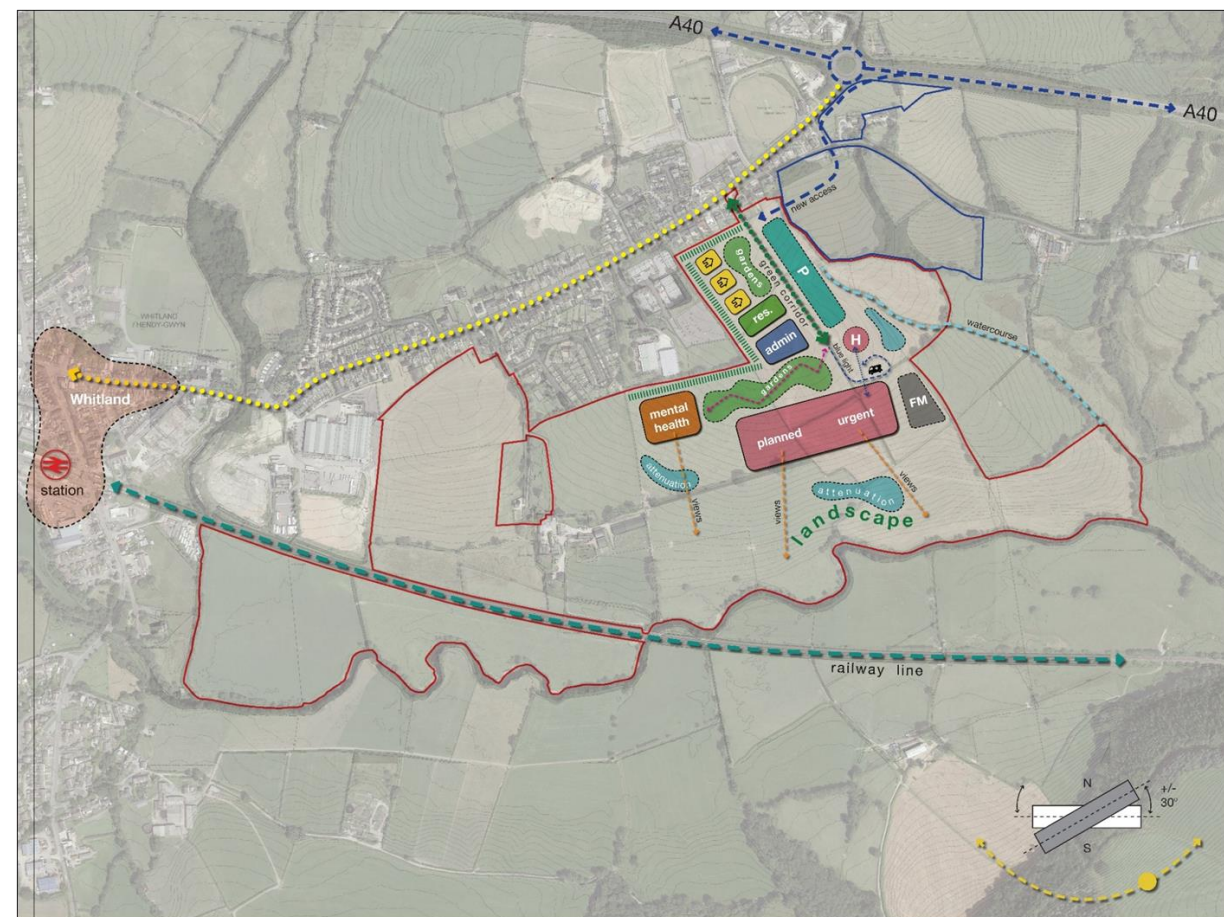 A40
A40
new access
WHITLAND
/ HENDY-GWYN
gardens
green corridor
P
watercourse
res.
admin
H
blue light
gardens
FM
Whitland
mental
health
urgent
planned
station
attenuation
views
views
views
attenuation
landscape
railway line
N
+/-
30°
S